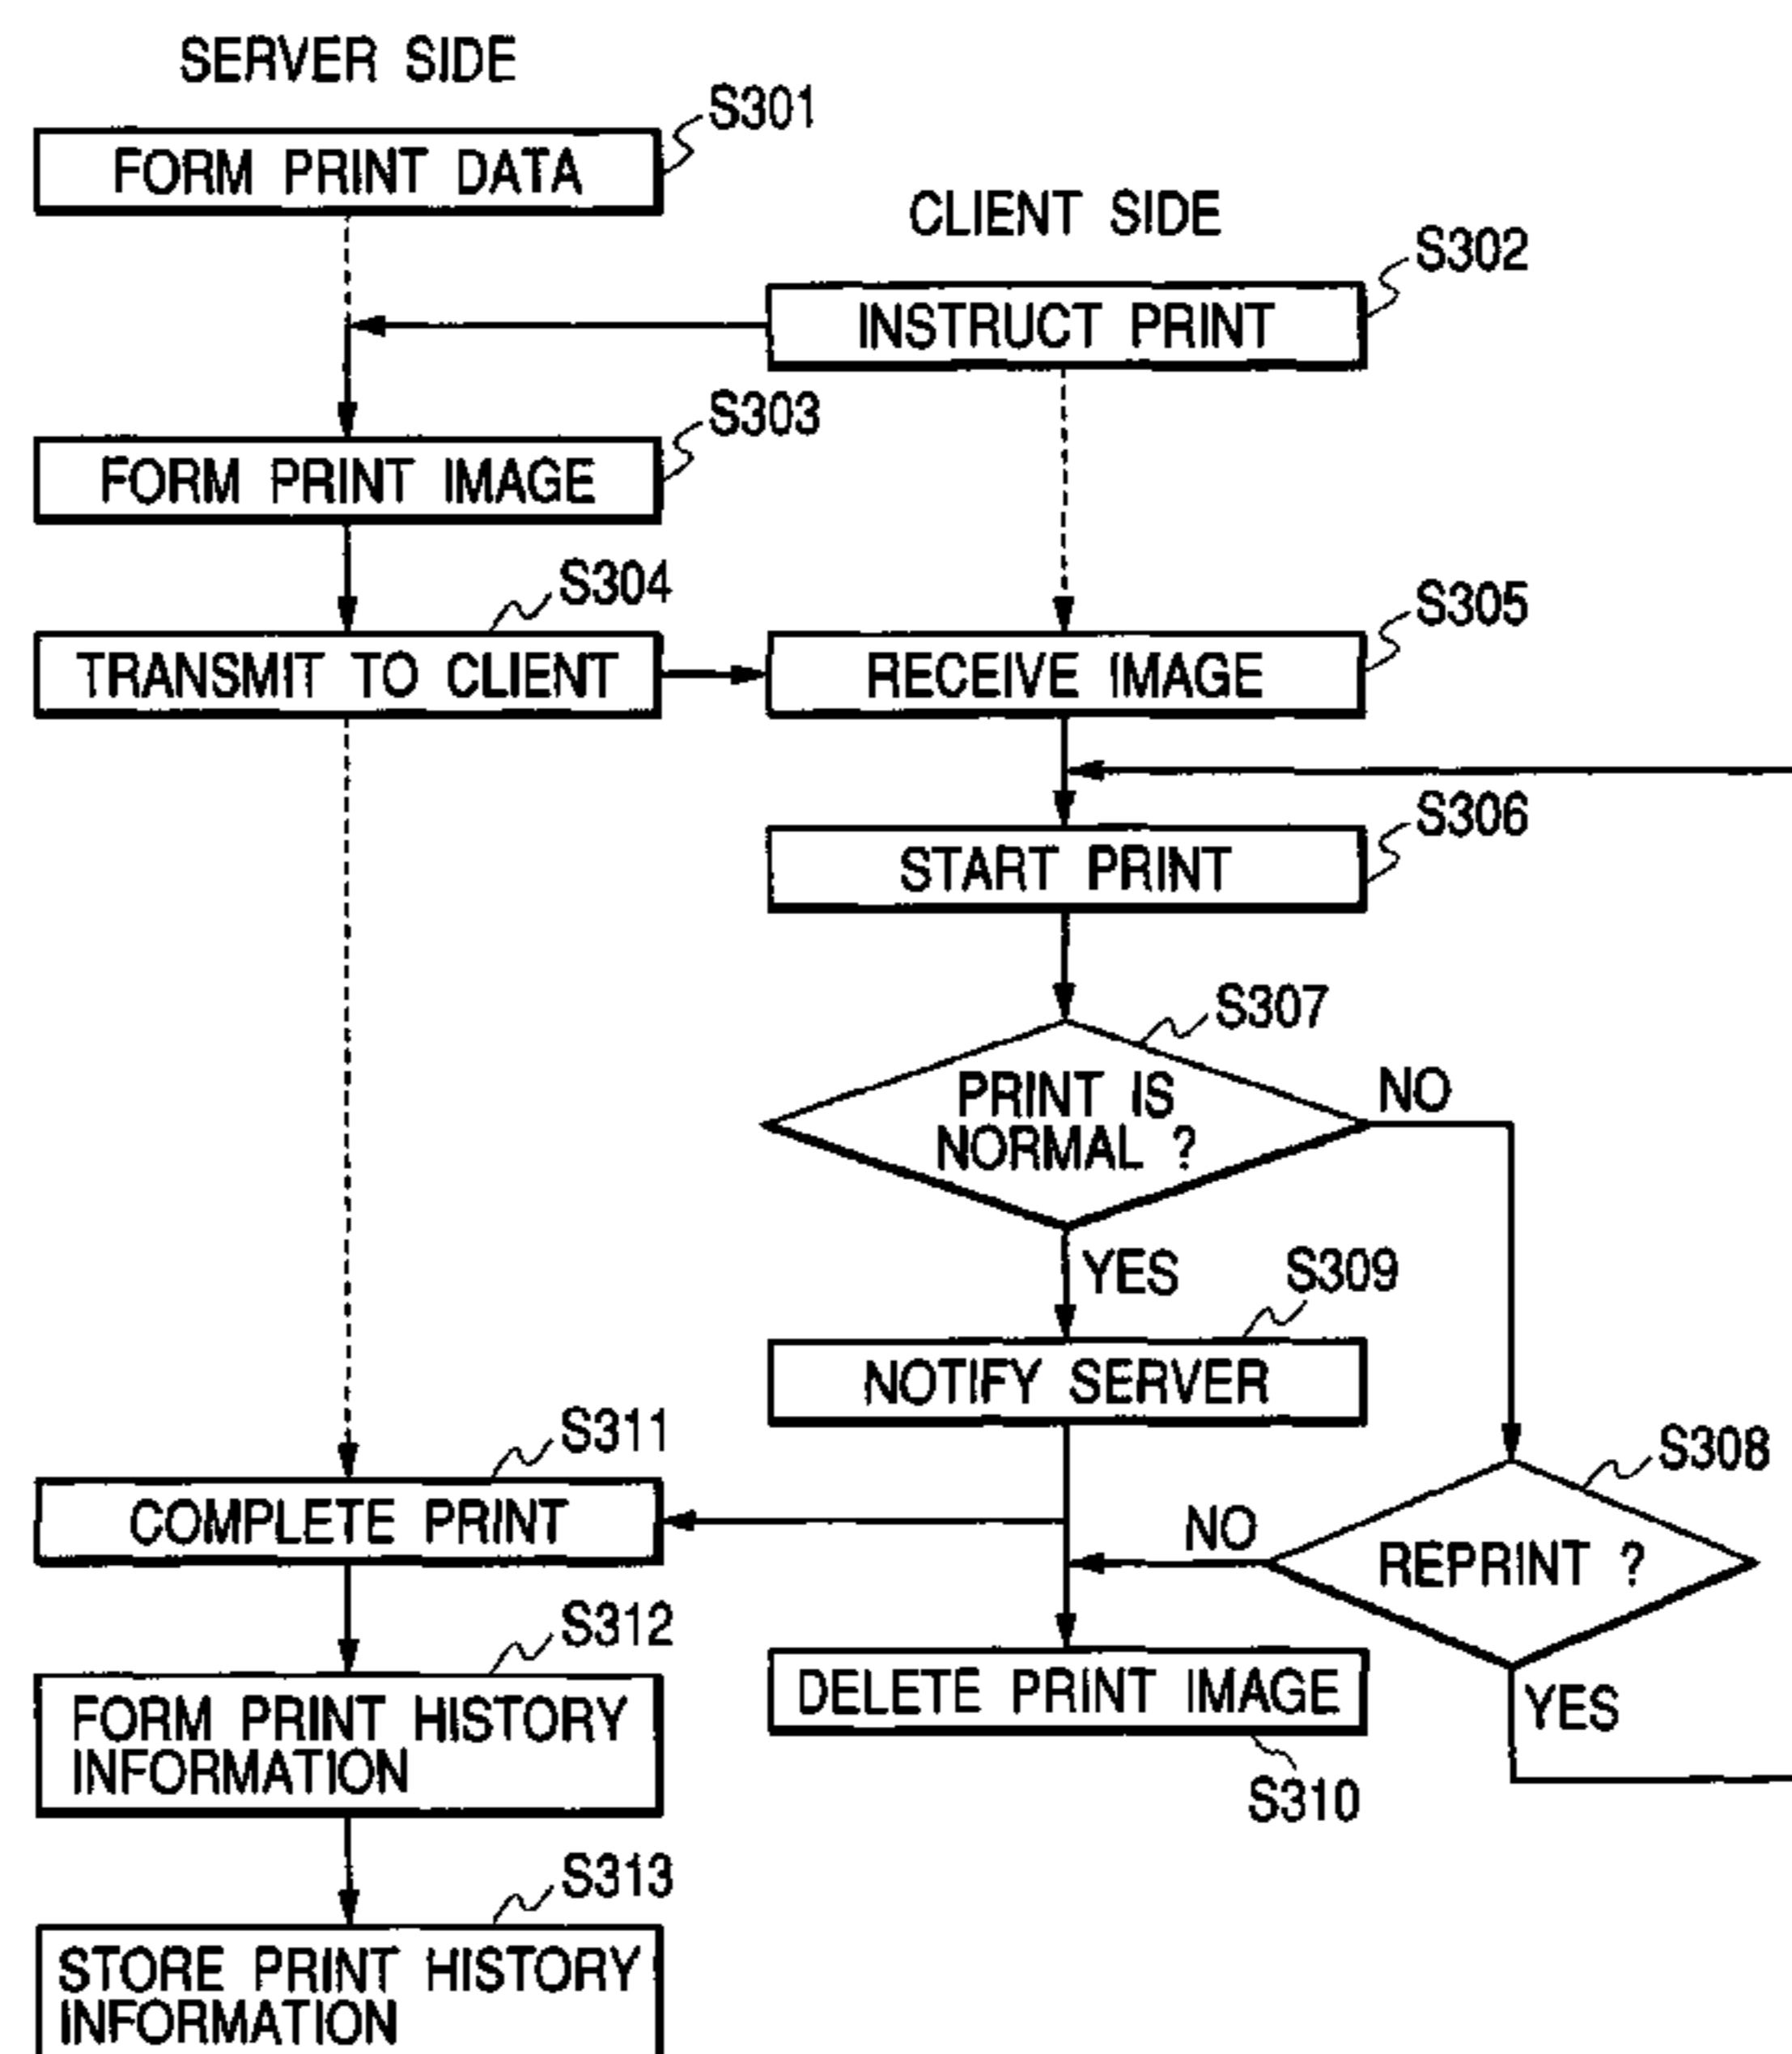 SERVER SIDE
S301
FORM PRINT DATA
CLIENT SIDE
S302
INSTRUCT PRINT
S303
FORM PRINT IMAGE
S304
TRANSMIT TO CLIENT
S305
RECEIVE IMAGE
S306
START PRINT
S307
PRINT IS
NORMAL ?
NO
YES
S309
NOTIFY SERVER
S311
COMPLETE PRINT
S308
NO
REPRINT ?
S312
FORM PRINT HISTORY
INFORMATION
DELETE PRINT IMAGE
YES
S310
S313
STORE PRINT HISTORY
INFORMATION